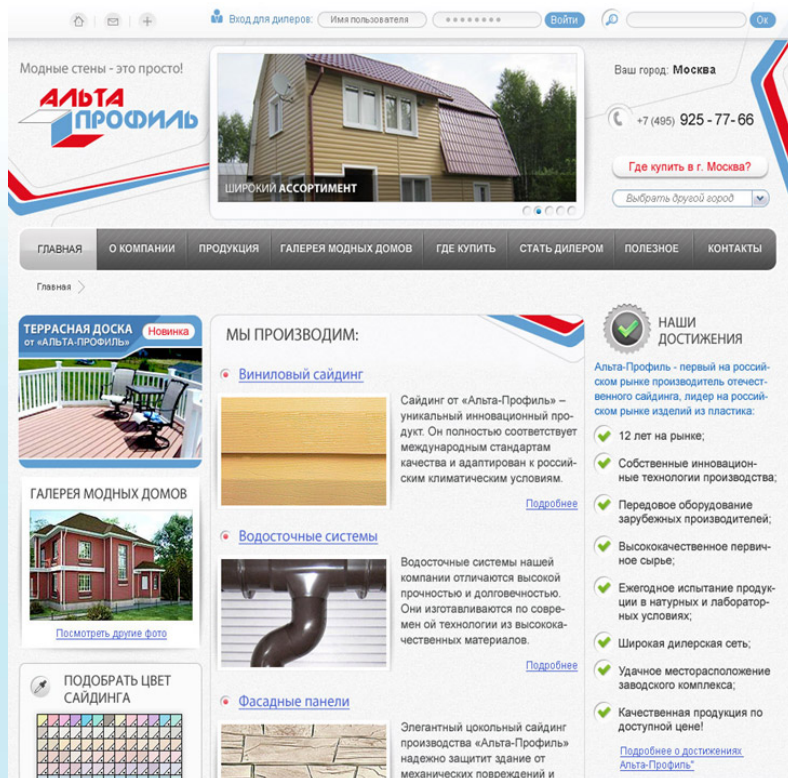 Вход для дилеров:
Имя пользователя
Войти
Ок
Модные стены - это просто!
АЛЬТА
ПРОФИЛЬ
ШИРОКИЙ АССОРТИМЕНТ
Ваш город: Москва
+7 (495) 925 - 77- 66
Где купить в г. Москва?
Выбрать другой город
ГЛАВНАЯ
О КОМПАНИИ
ПРОДУКЦИЯ
ГАЛЕРЕЯ МОДНЫХ ДОМОВ
ГДЕ КУПИТЬ
СТАТЬ ДИЛЕРОМ
ПОЛЕЗНОЕ
КОНТАКТЫ
Главная
ТЕРРАСНАЯ ДОСКА
от «АЛЬТА-ПРОФИЛЬ»
Новинка
ГАЛЕРЕЯ МОДНЫХ ДОМОВ
Посмотреть другие фото
ПОДОБРАТЬ ЦВЕТ
САЙДИНГА
МЫ ПРОИЗВОДИМ:
Виниловый сайдинг
Сайдинг от «Альта-Профиль» –
уникальный инновационный про-
дукт. Он полностью соответствует
международным стандартам
качества и адаптирован к россий-
ским климатическим условиям.
Подробнее
Водосточные системы
Водосточные системы нашей
компании отличаются высокой
прочностью и долговечностью.
Они изготавливаются по совре-
мен ой технологии из высокока-
чественных материалов.
Подробнее
Фасадные панели
Элегантный цокольный сайдинг
производства «Альта-Профиль»
надежно защитит здание от
механических повреждений и
НАШИ
ДОСТИЖЕНИЯ
Альта-Профиль - первый на россий-
ском рынке производитель отечест-
венного сайдинга, лидер на россий-
ском рынке изделий из пластика:
12 лет на рынке;
Собственные инновацион-
ные технологии производства;
Передовое оборудование
зарубежных производителей;
Высококачественное первич-
ное сырье;
Ежегодное испытание продук-
ции в натурных и лаборатор-
ных условиях;
Широкая дилерская сеть;
Удачное месторасположение
заводского комплекса;
Качественная продукция по
доступной цене!
Подробнее о достижениях
Альта-Профиль"